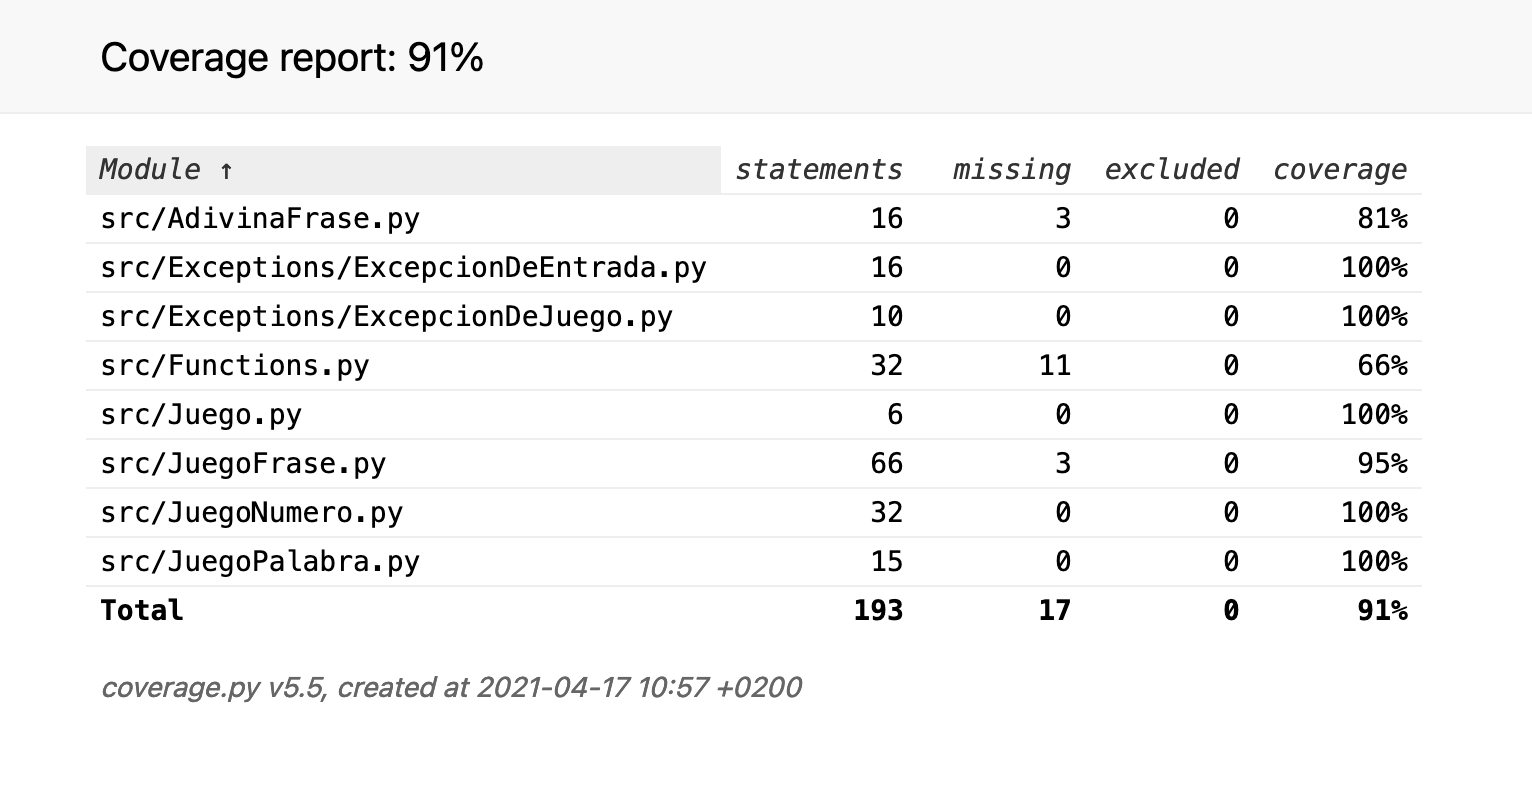 Coverage report: 91%
Module ↑ statements missing excluded coverage
src/AdivinaFrase.py 16 3 0 81%
src/Exceptions/ExcepcionDeEntrada.py 16 0 0 100%
src/Exceptions/ExcepcionDeJuego.py 10 0 0 100%
src/Functions.py 32 11 0 66%
src/Juego.py 6 0 0 100%
src/JuegoFrase.py 66 3 0 95%
src/JuegoNumero.py 32 0 0 100%
src/JuegoPalabra.py 15 0 0 100%
Total 193 17 0 91%
coverage.py v5.5, created at 2021-04-17 10:57 +0200